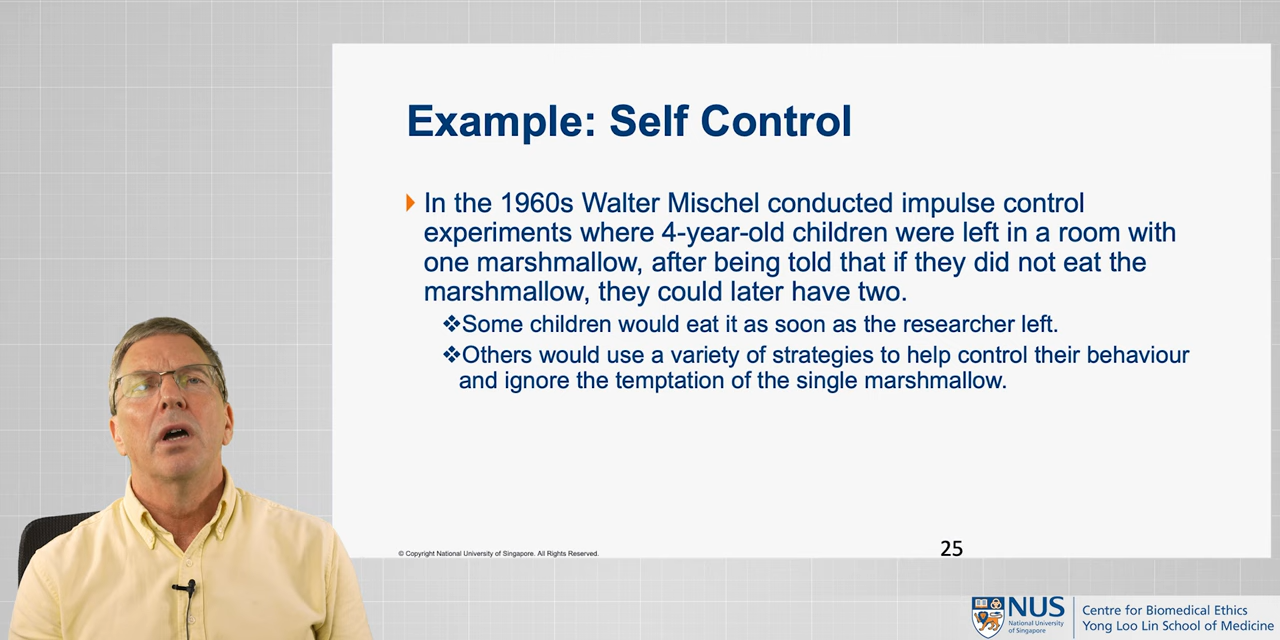 Example: Self Control
In the 1960s Walter Mischel conducted impulse control
experiments where 4-year-old children were left in a room with
one marshmallow, after being told that if they did not eat the
marshmallow, they could later have two.
❖Some children would eat it as soon as the researcher left.
❖Others would use a variety of strategies to help control their behaviour
and ignore the temptation of the single marshmallow.
© Copyright National University of Singapore. All Rights Reserved.
25
NUS
National University
of Singapore
Centre for Biomedical Ethics
Yong Loo Lin School of Medicine